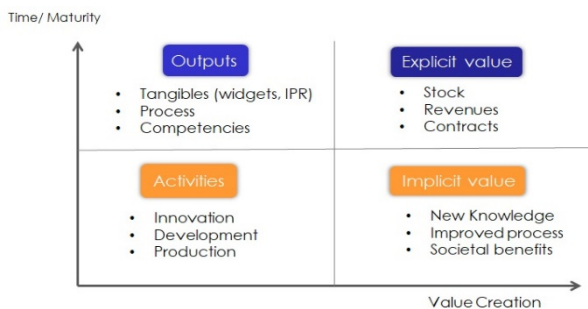 Time/ Maturity
Outputs
• Tangibles (widgets, IPR)
• Process
• Competencies
Explicit value
• Stock
• Revenues
• Contracts
Activities
• Innovation
• Development
• Production
Implicit value
• New Knowledge
• Improved process
• Societal benefits
Value Creation